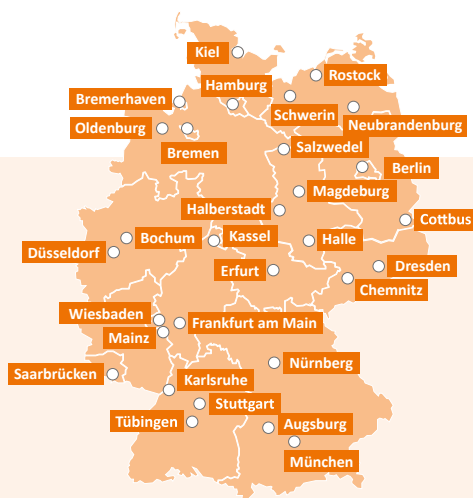 Kiel
Rostock
Hamburg
Bremerhaven
Schwerin
Neubrandenburg
Oldenburg
Bremen
Salzwedel
Berlin
Magdeburg
Halberstadt
Cottbus
Bochum
Kassel
Halle
Düsseldorf
Erfurt
Dresden
Chemnitz
Wiesbaden
Frankfurt am Main
Mainz
Nürnberg
Saarbrücken
Karlsruhe
Stuttgart
Tübingen
Augsburg
München